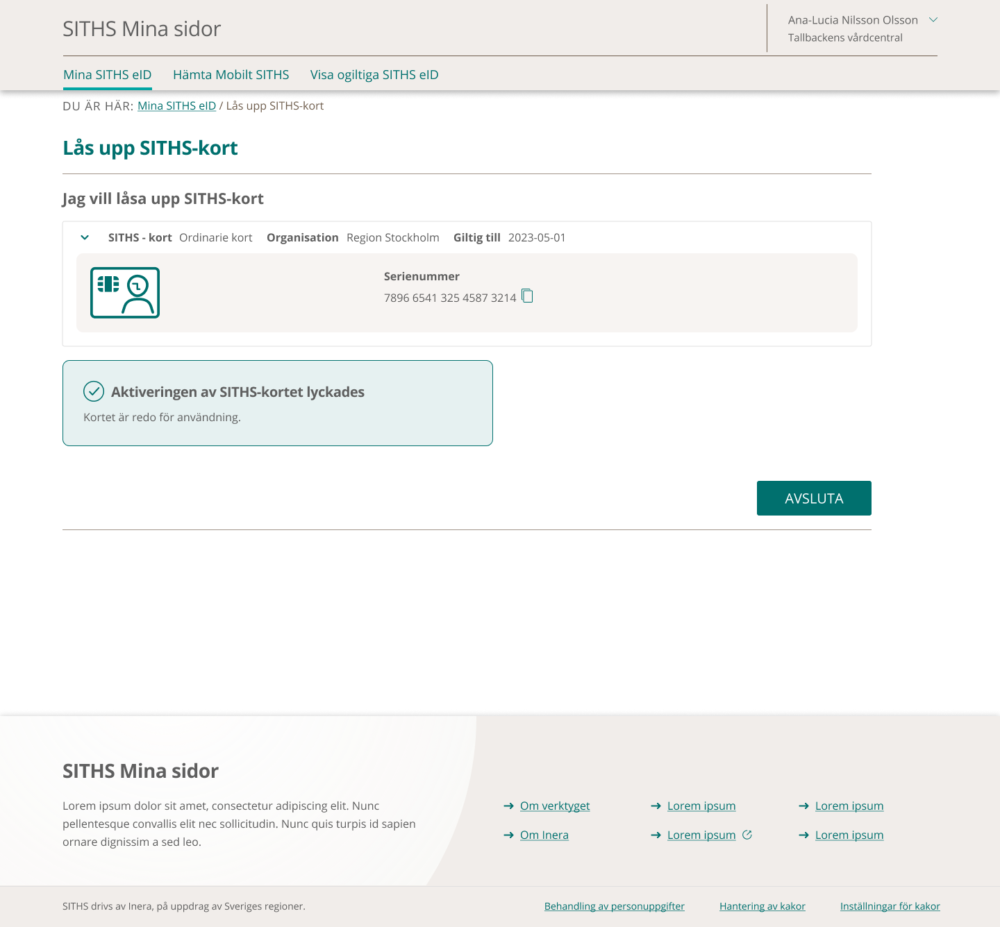 SITHS Mina sidor
Ana-Lucia Nilsson Olsson
Tallbackens vårdcentral
Mina SITHS eID Hämta Mobilt SITHS Visa ogiltiga SITHS eID
DU ÄR HÄR: Mina SITHS eID / Lås upp SITHS-kort
Lås upp SITHS-kort
Jag vill låsa upp SITHS-kort
SITHS - kort Ordinarie kort Organisation Region Stockholm Giltig till 2023-05-01
Serienummer
7896 6541 325 4587 3214
Aktiveringen av SITHS-kortet lyckades
Kortet är redo för användning.
AVSLUTA
SITHS Mina sidor
Lorem ipsum dolor sit amet, consectetur adipiscing elit. Nunc
pellentesque convallis elit nec sollicitudin. Nunc quis turpis id sapien
ornare dignissim a sed leo.
Om verktyget Lorem ipsum Lorem ipsum
Om Inera Lorem ipsum Lorem ipsum
SITHS drivs av Inera, på uppdrag av Sveriges regioner.
Behandling av personuppgifter Hantering av kakor Inställningar för kakor